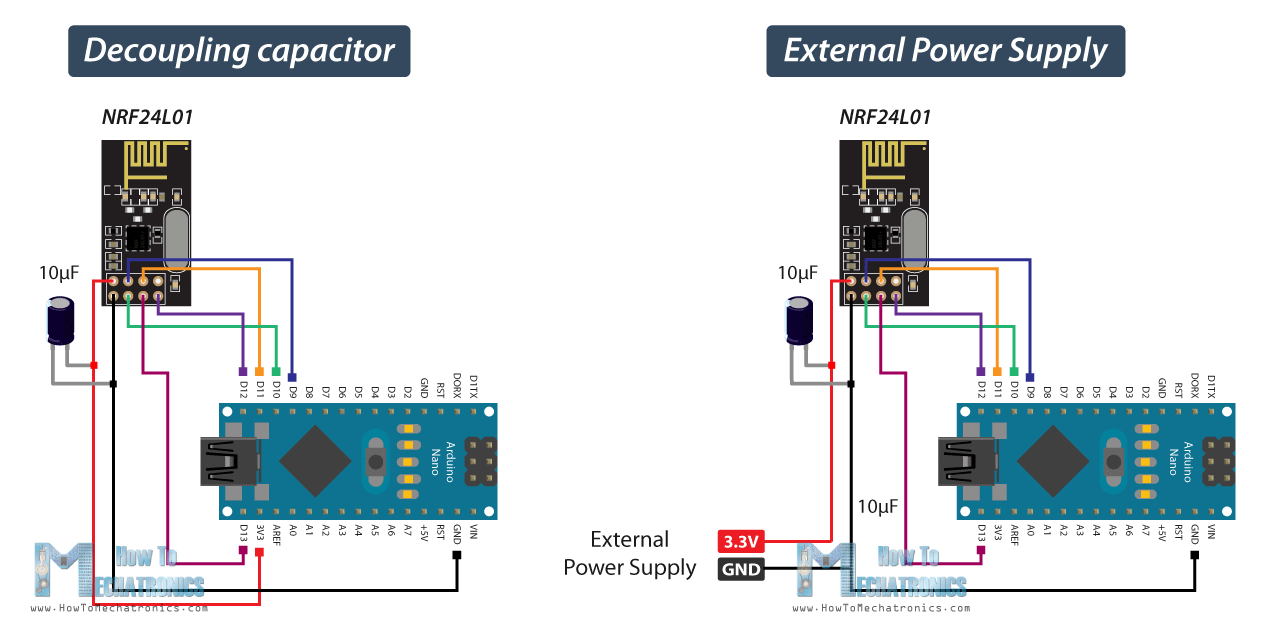 Decoupling capacitor
NRF24L01
10µF
D12
D11
D10
D9
D8
D7
D6
D5
D4
D3
D2
GND
RST
D0RX
D1TX
Arduino
Nano
D13
3V3
AREF
A0
A1
A2
A3
A4
A5
A6
A7
+5V
RST
GND
VIN
How To
MECHATRONICS
www.HowToMechatronics.com
External Power Supply
NRF24L01
10µF
D12
D11
D10
D9
D8
D7
D6
D5
D4
D3
D2
GND
RST
D0RX
D1TX
Arduino
Nano
10µF
D13
3V3
AREF
A0
A1
A2
A3
A4
A5
A6
A7
+5V
RST
GND
VIN
External
Power Supply
3.3V
GND
How To
MECHATRONICS
www.HowToMechatronics.com